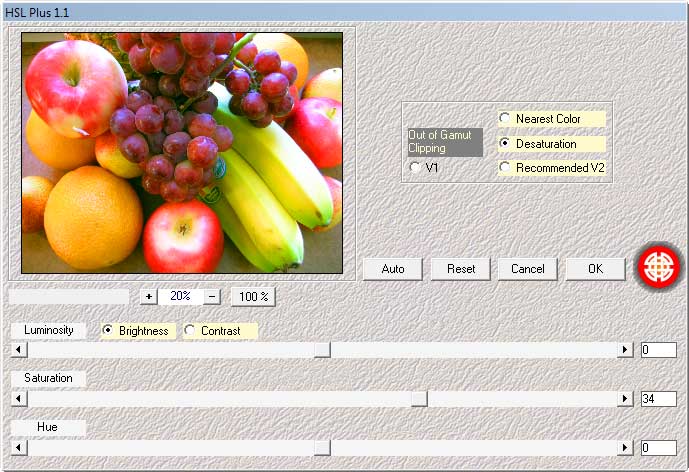 HSL Plus 1.1
Out of Gamut
Clipping
V1
Nearest Color
Desaturation
Recommended V2
Auto
Reset
Cancel
OK
+
20%
–
100 %
Luminosity
Brightness
Contrast
0
Saturation
34
Hue
0